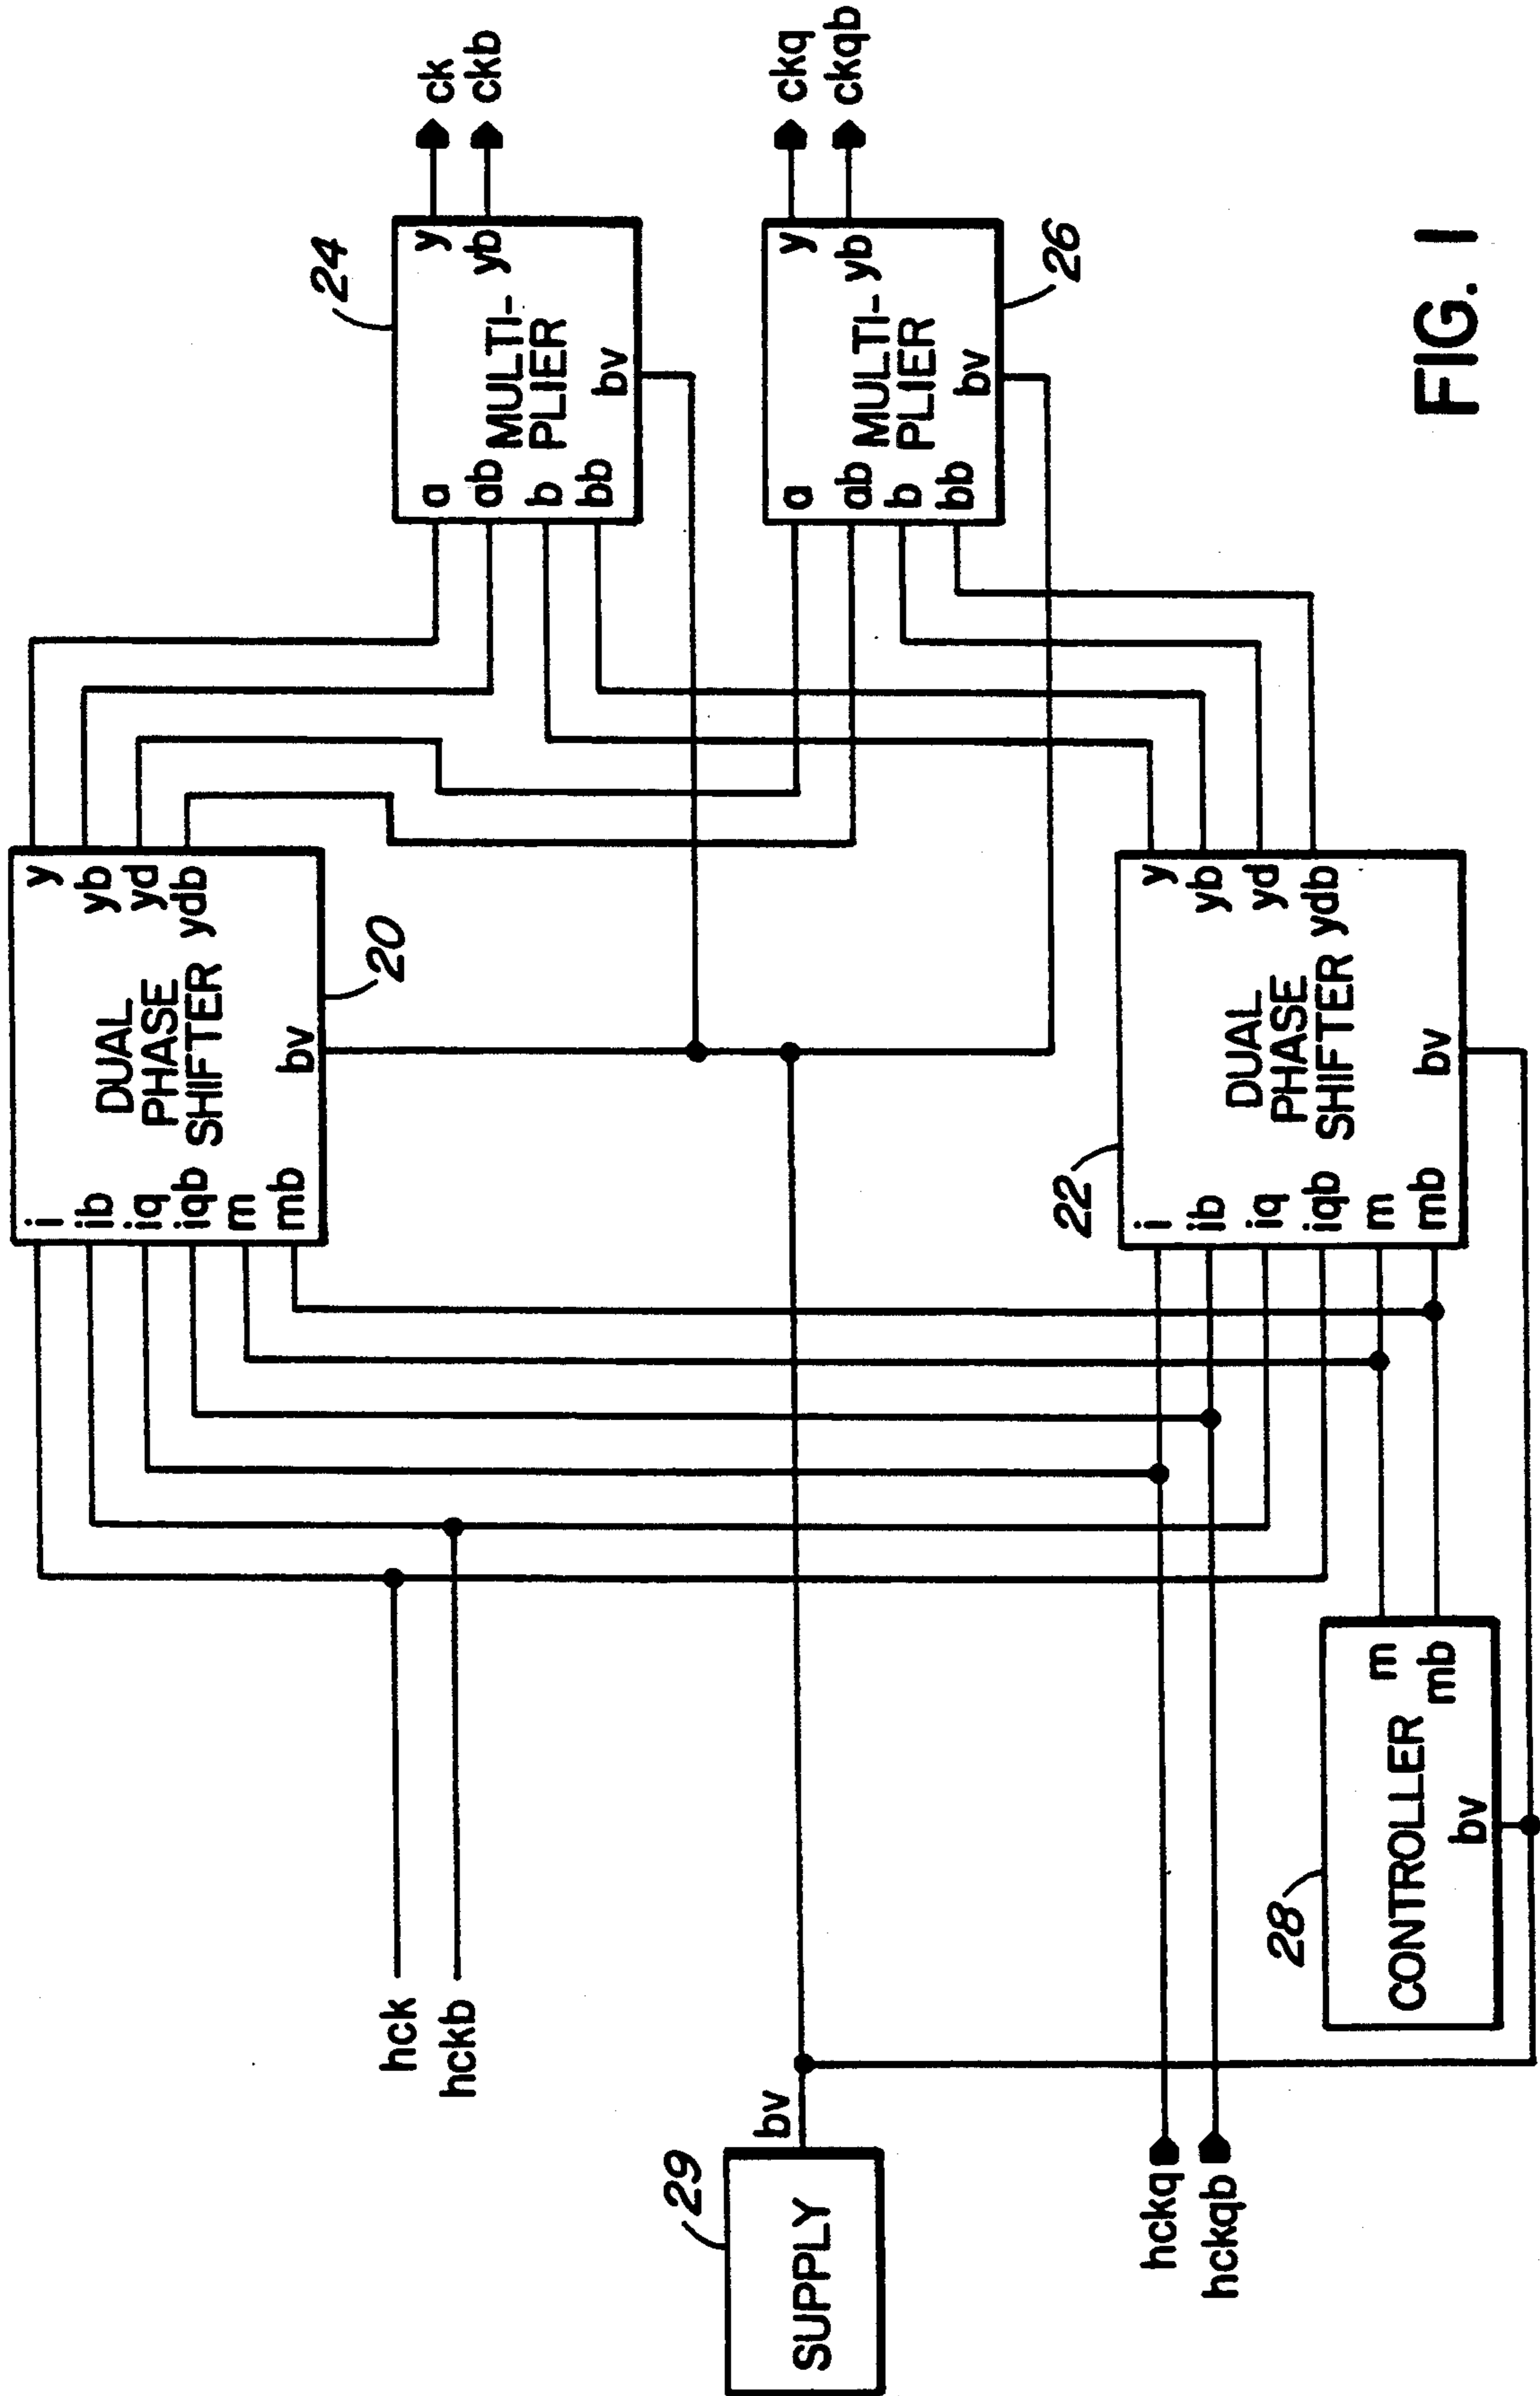 20
DUAL
PHASE
SHIFTER
i
ib
iq
iqb
m
mb
y
yb
yd
ydb
bv
24
MULTI-
PLIER
a
ab
b
bb
y
yb
bv
ck
ckb
hck
hckb
SUPPLY
29
bv
26
MULTI-
PLIER
a
ab
b
bb
y
yb
bv
ckq
ckqb
hckq
hckqb
22
DUAL
PHASE
SHIFTER
i
ib
iq
iqb
m
mb
y
yb
yd
ydb
bv
28
CONTROLLER
m
mb
bv
FIG. 1